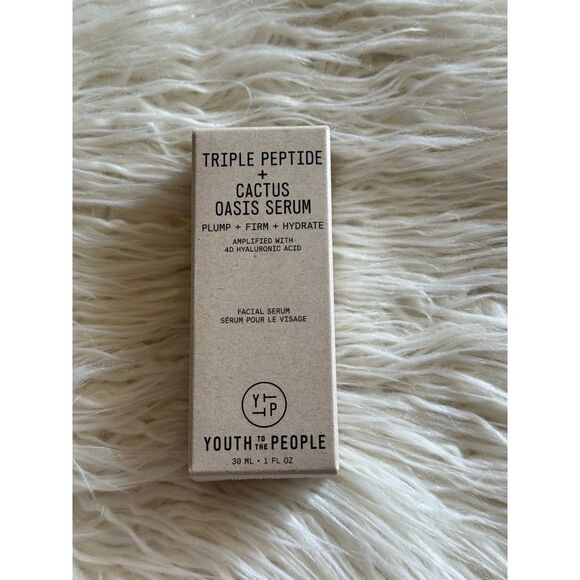 TRIPLE PEPTIDE
+
CACTUS
OASIS SERUM
PLUMP + FIRM + HYDRATE
AMPLIFIED WITH
4D HYALURONIC ACID
FACIAL SERUM
SÉRUM POUR LE VISAGE
Y T
T P
YOUTH TO THE PEOPLE
30 ML • 1 FL OZ